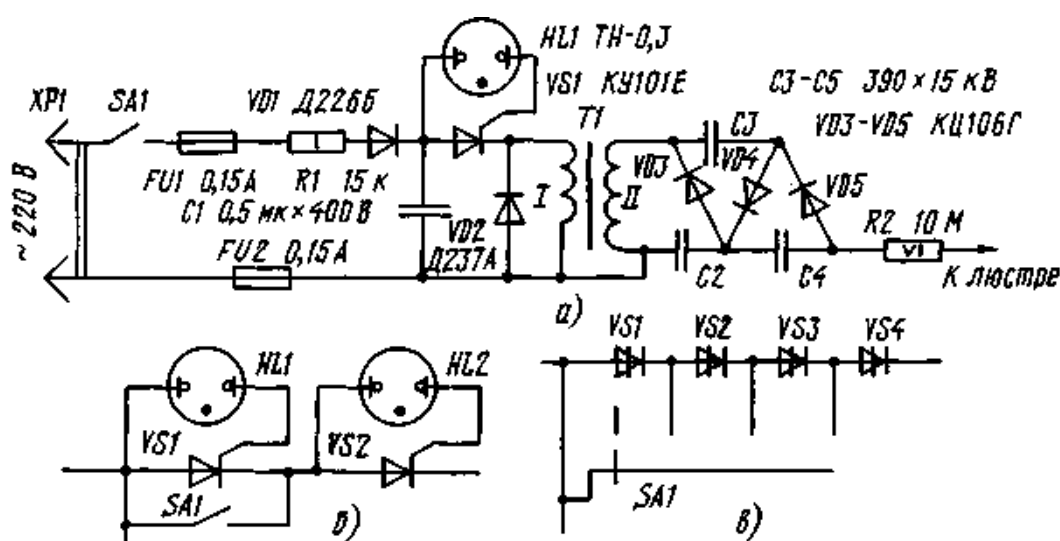 HL1 ТН-0,3
VS1 КУ101Е
C3-C5 390×15 кВ
VD3-VD5 КЦ106Г
ХР1
SA1
VD1 Д226Б
~220 В
FU1 0,15А
R1 15 к
C1 0,5 мк×400 В
FU2 0,15А
VD2
Д237А
I
T1
II
C3
VD3
VD4
VD5
C2
C4
R2 10 М
VI
К люстре
а)
HL1
HL2
VS1
VS2
SA1
б)
VS1
VS2
VS3
VS4
SA1
в)